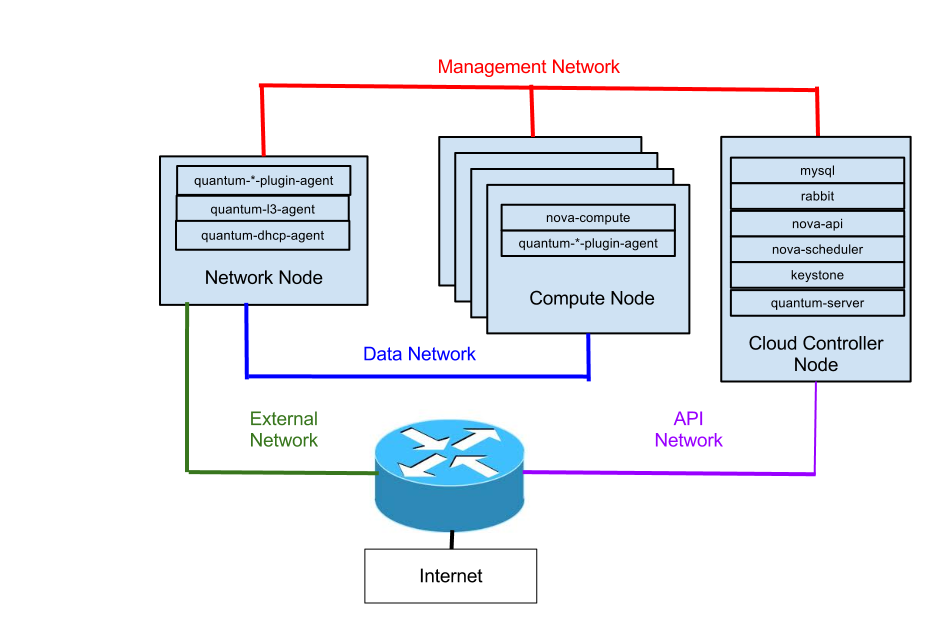 Management Network
quantum-*-plugin-agent
quantum-l3-agent
quantum-dhcp-agent
Network Node
nova-compute
quantum-*-plugin-agent
Compute Node
mysql
rabbit
nova-api
nova-scheduler
keystone
quantum-server
Cloud Controller
Node
Data Network
External
Network
API
Network
Internet